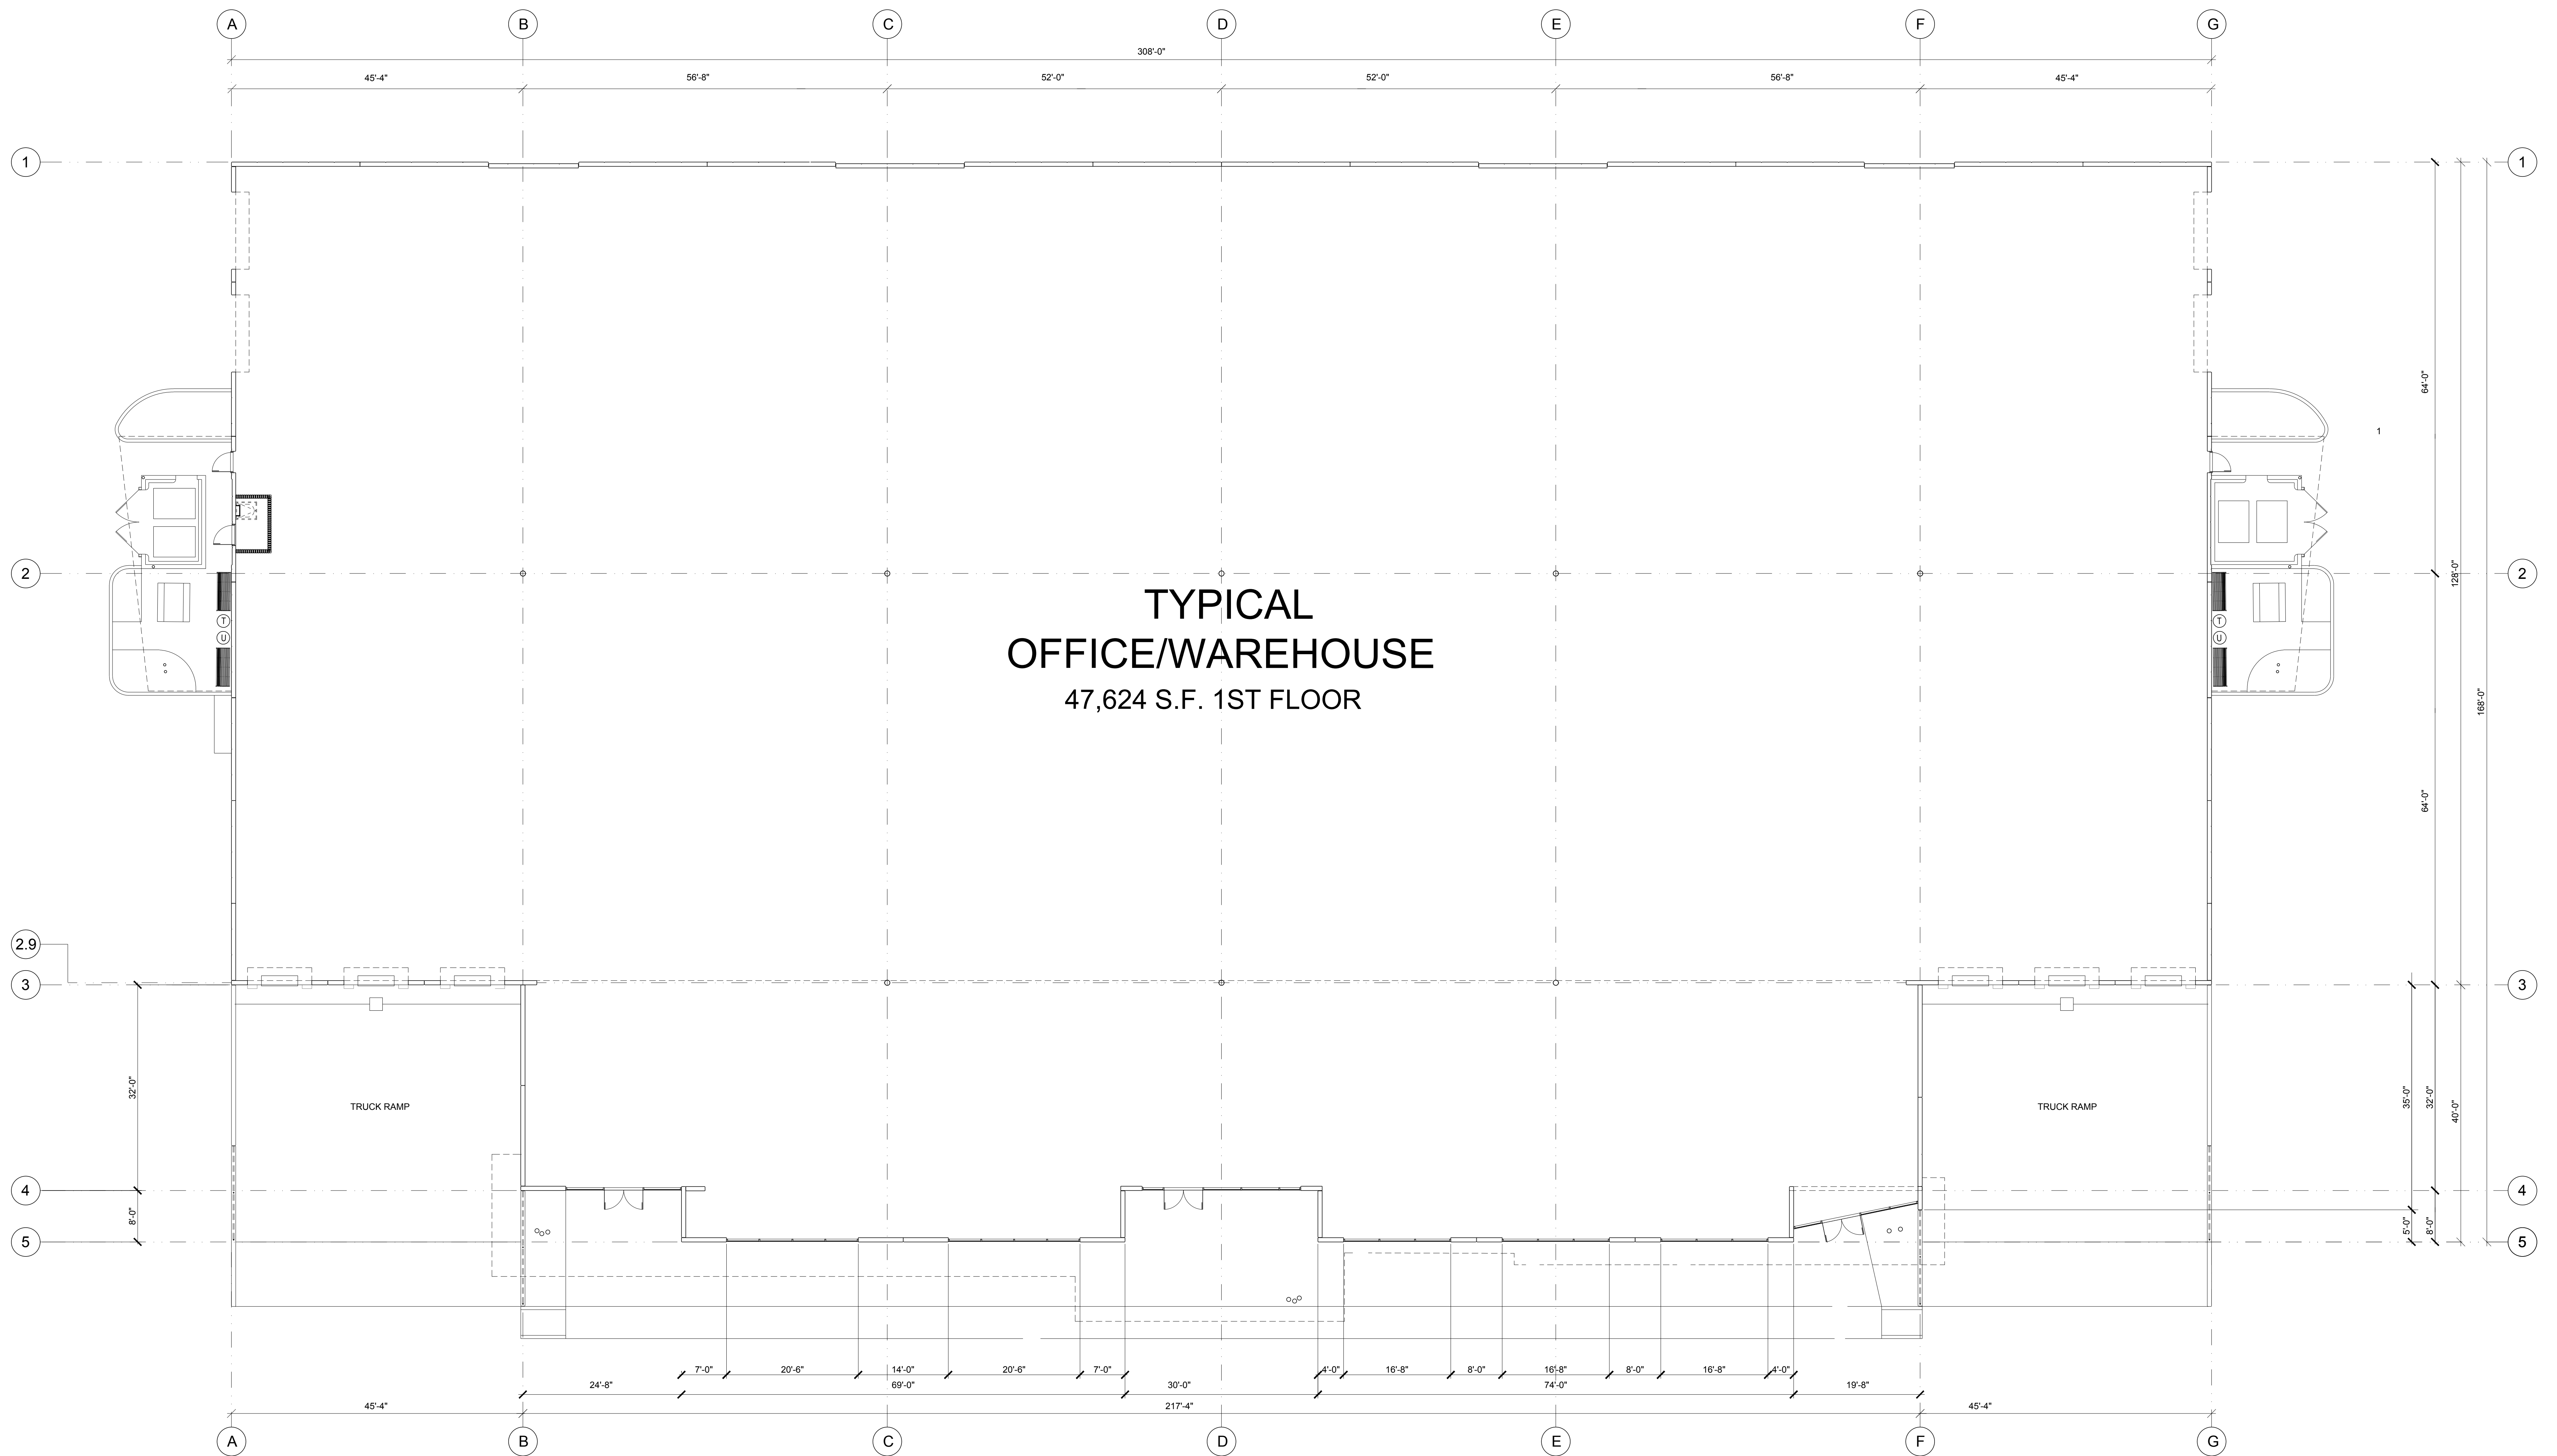 A B C D E F G
308'-0"
45'-4" 56'-8" 52'-0" 52'-0" 56'-8" 45'-4"
1 1
64'-0"
1
2 2
128'-0"
T T
U U
TYPICAL
OFFICE/WAREHOUSE
47,624 S.F. 1ST FLOOR
168'-0"
64'-0"
2.9
3 3
32'-0" 35'-0" 32'-0" 40'-0"
TRUCK RAMP TRUCK RAMP
4 4
8'-0" 5'-0" 8'-0"
5 5
7'-0" 20'-6" 14'-0" 20'-6" 7'-0" 4'-0" 16'-8" 8'-0" 16'-8" 8'-0" 16'-8" 4'-0"
24'-8" 69'-0" 30'-0" 74'-0" 19'-8"
45'-4" 217'-4" 45'-4"
A B C D E F G